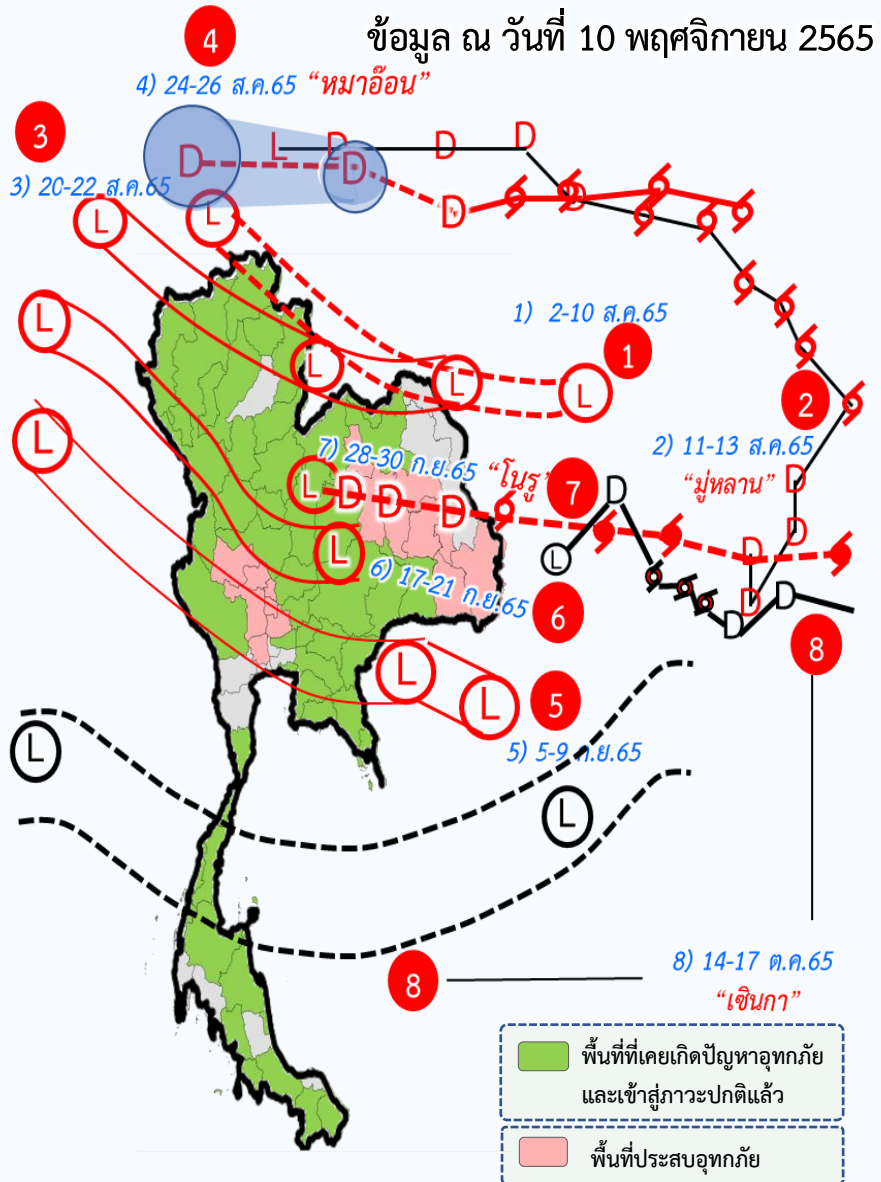 ข้อมูล ณ วันที่ 10 พฤศจิกายน 2565
4
4) 24-26 ส.ค.65 “หมาอ๊อน”
3
3) 20-22 ส.ค.65
D
L
D
D
D
D
D
L
L
1) 2-10 ส.ค.65
1
L
L
L
L
2
2) 11-13 ส.ค.65
“มู่หลาน”
D
D
D
D
7) 28-30 ก.ย.65 “โนรู”
7
L
D
D
D
D
L
L
L
6) 17-21 ก.ย.65
6
D
D
8
L
L
5
5) 5-9 ก.ย.65
L
L
8
8) 14-17 ต.ค.65
“เซินกา”
พื้นที่ที่เคยเกิดปัญหาอุทกภัย
และเข้าสู่ภาวะปกติแล้ว
พื้นที่ประสบอุทกภัย